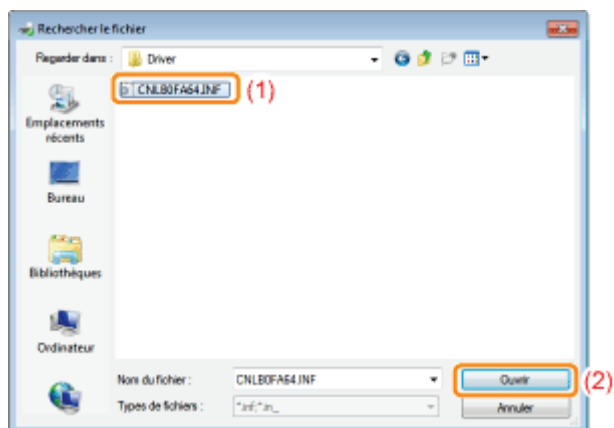 Rechercher le fichier
Regarder dans :
Driver
CNLB0FA64.INF
(1)
Emplacements
récents
Bureau
Bibliothèques
Ordinateur
Nom du fichier :
CNLB0FA64.INF
Ouvrir
(2)
Types de fichiers :
*.inf;*.in_
Annuler